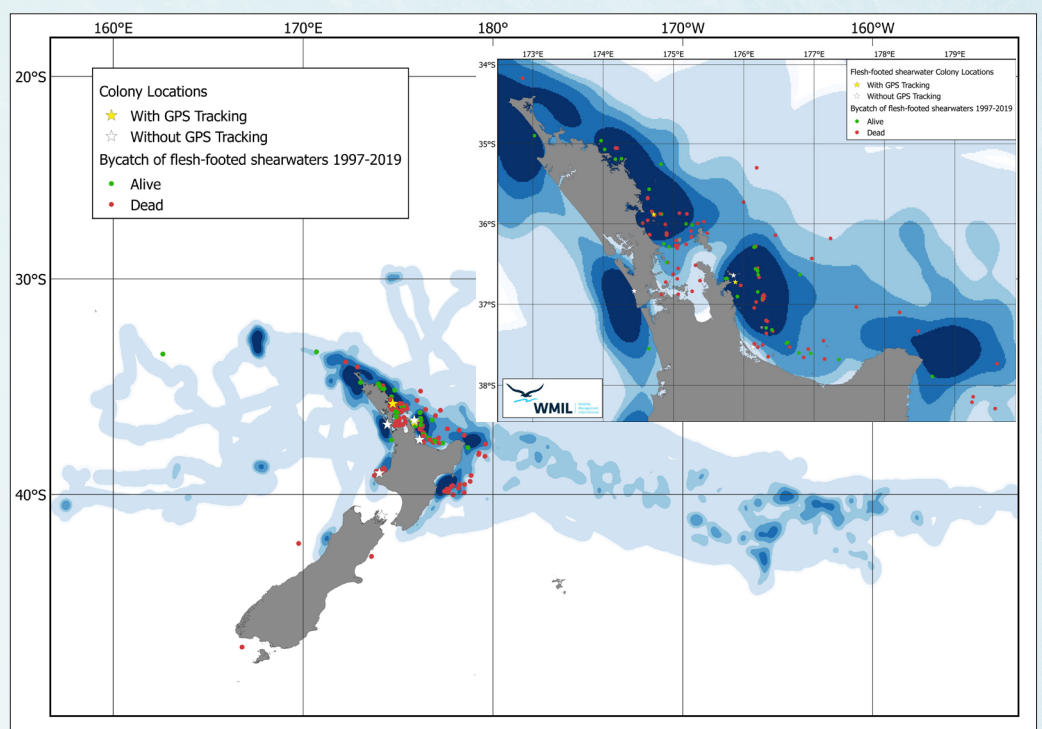 160°E 170°E 180° 170°W 160°W
20°S
30°S
40°S
Colony Locations
With GPS Tracking
Without GPS Tracking
Bycatch of flesh-footed shearwaters 1997-2019
Alive
Dead
173°E 174°E 175°E 176°E 177°E 178°E 179°E
34°S
35°S
36°S
37°S
38°S
Flesh-footed shearwater Colony Locations
With GPS Tracking
Without GPS Tracking
Bycatch of flesh-footed shearwaters 1997-2019
Alive
Dead
WMIL